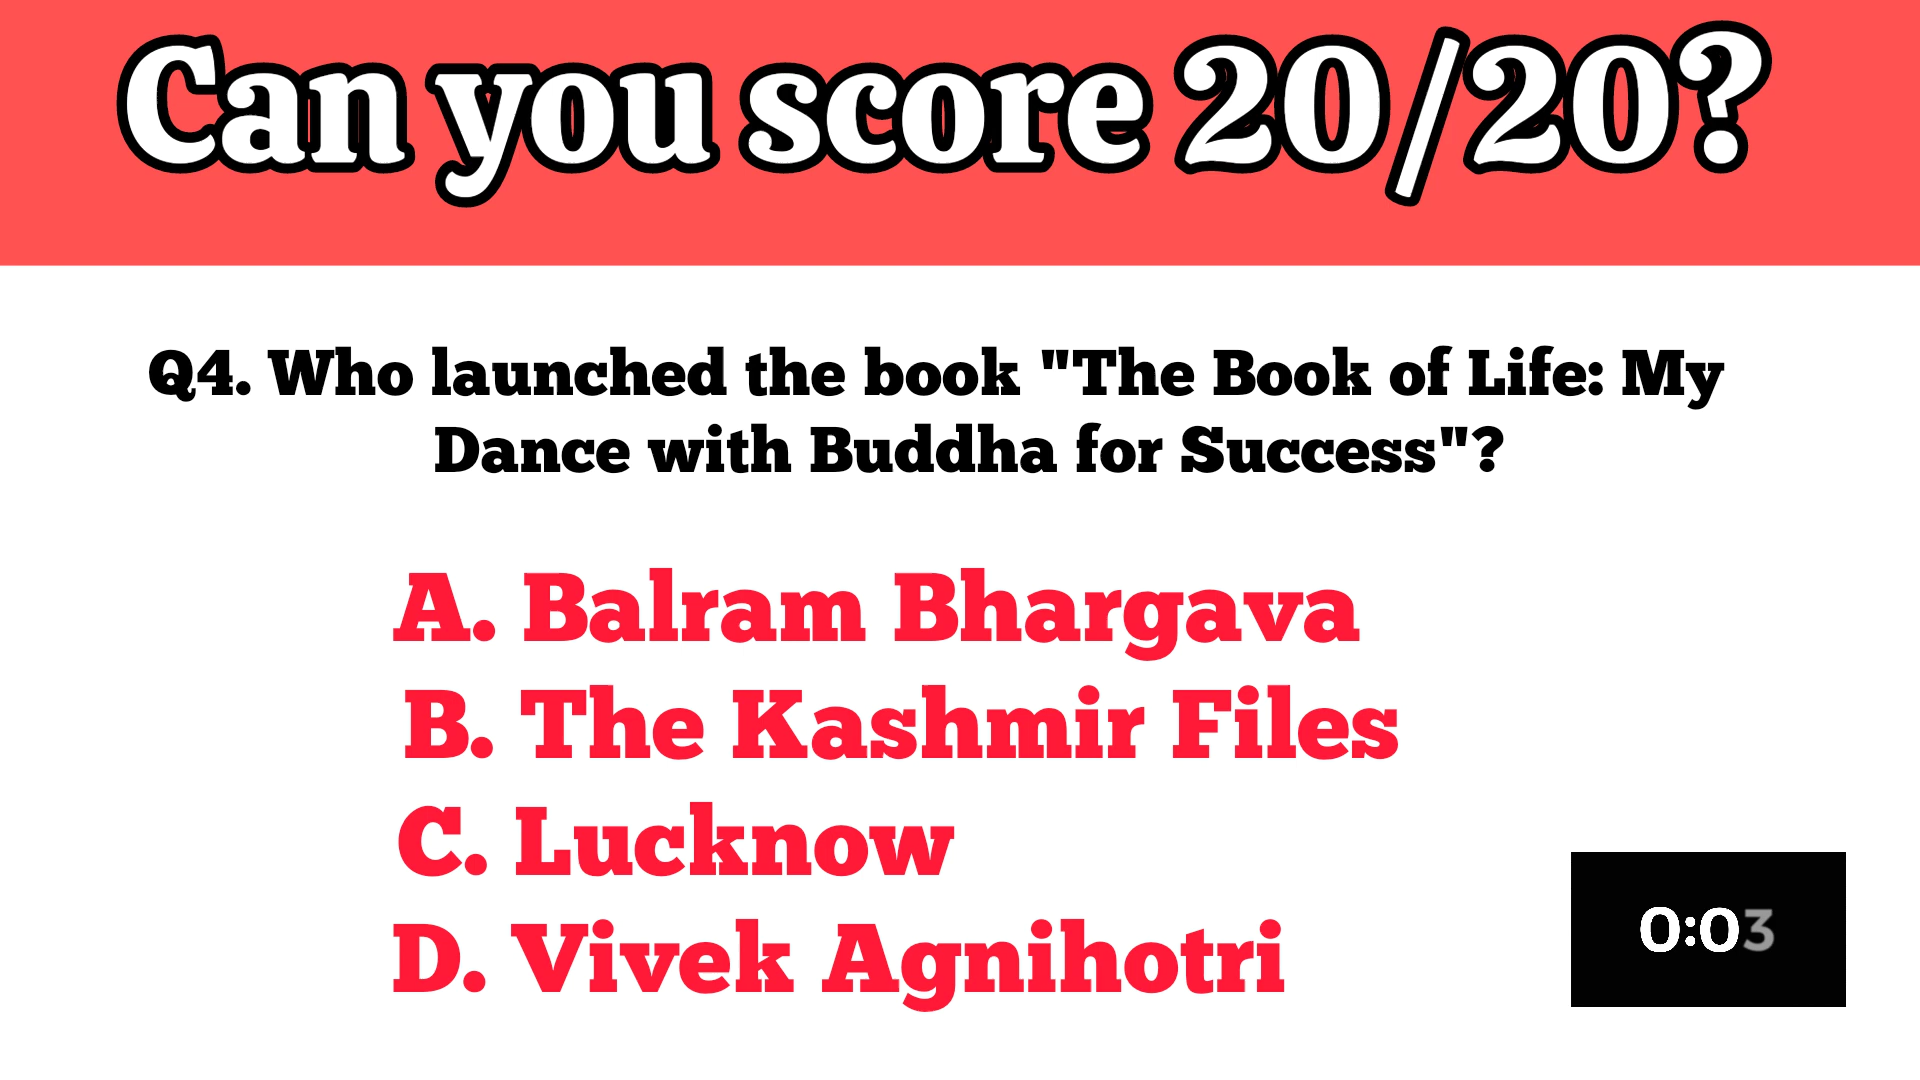 Can you score 20/20?
Q4. Who launched the book "The Book of Life: My
Dance with Buddha for Success"?
A. Balram Bhargava
B. The Kashmir Files
C. Lucknow
D. Vivek Agnihotri
0:03